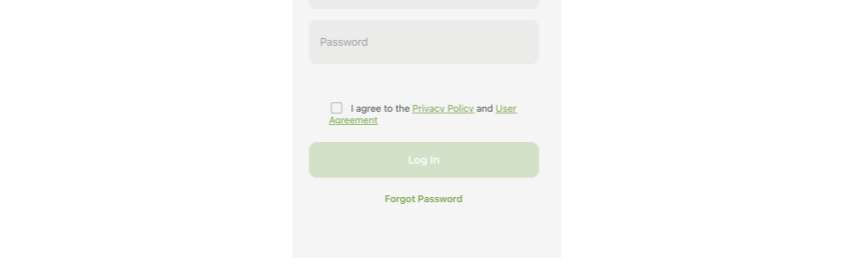 Password
I agree to the Privacy Policy and User
Agreement
Log In
Forgot Password